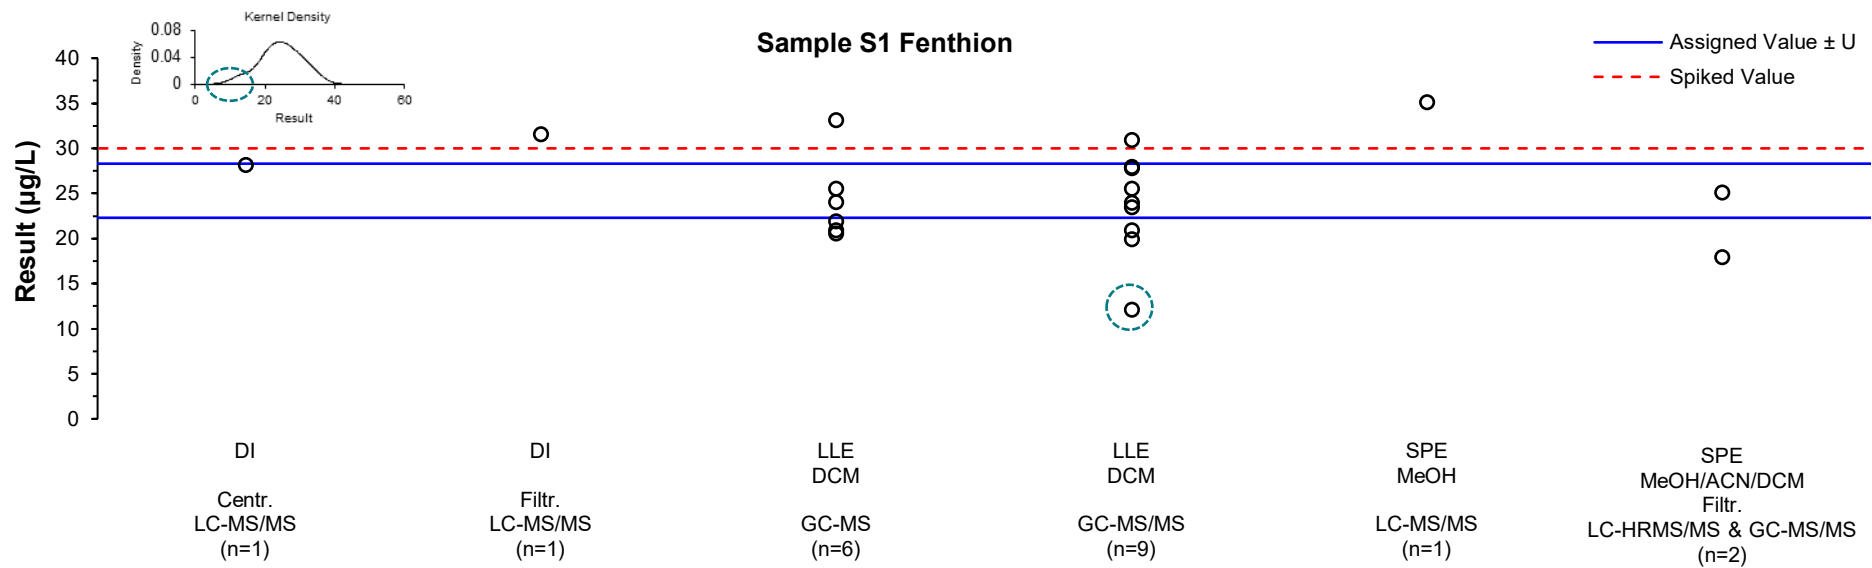 Kernel Density
0.08
0.04
0
Density
0 20 40 60
Result
Sample S1 Fenthion
Assigned Value ± U
Spiked Value
40
35
30
25
20
15
10
5
0
Result (µg/L)
DI
Centr.
LC-MS/MS
(n=1)
DI
Filtr.
LC-MS/MS
(n=1)
LLE
DCM
GC-MS
(n=6)
LLE
DCM
GC-MS/MS
(n=9)
SPE
MeOH
LC-MS/MS
(n=1)
SPE
MeOH/ACN/DCM
Filtr.
LC-HRMS/MS & GC-MS/MS
(n=2)